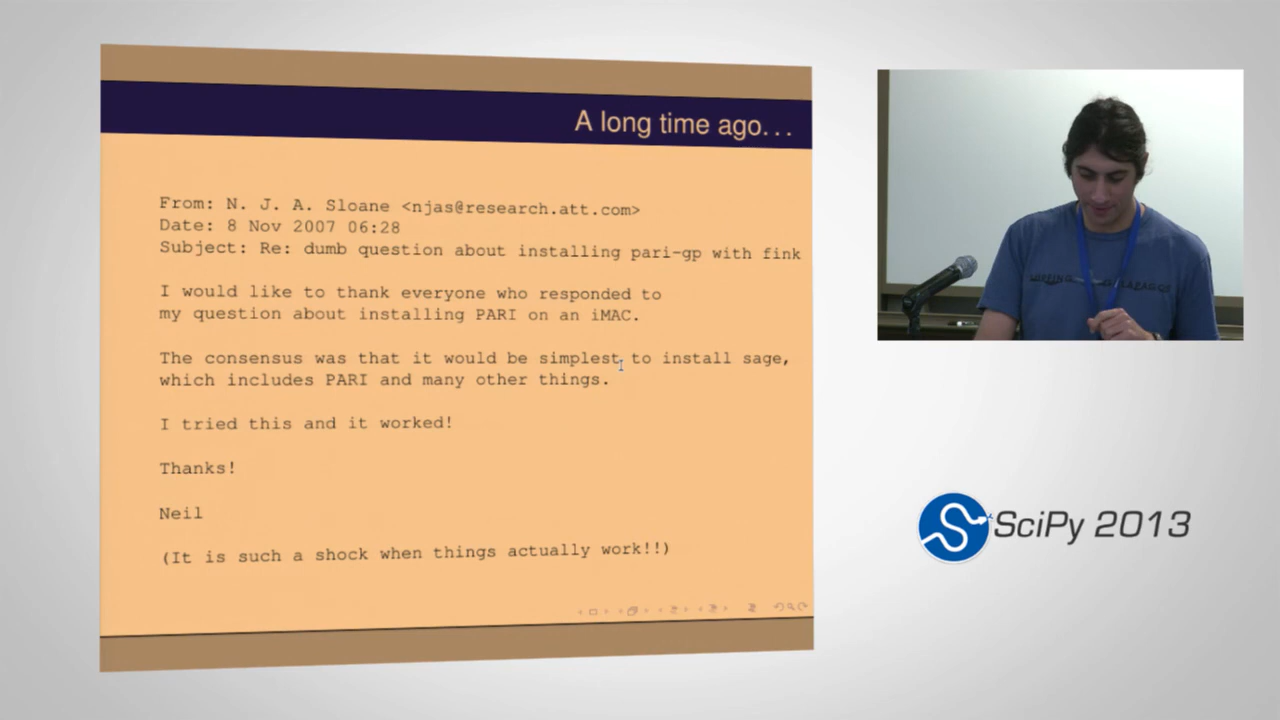 A long time ago...
From: N. J. A. Sloane <njas@research.att.com>
Date: 8 Nov 2007 06:28
Subject: Re: dumb question about installing pari-gp with fink
I would like to thank everyone who responded to
my question about installing PARI on an iMAC.
The consensus was that it would be simplest to install sage,
which includes PARI and many other things.
I tried this and it worked!
Thanks!
Neil
(It is such a shock when things actually work!!)
SciPy 2013